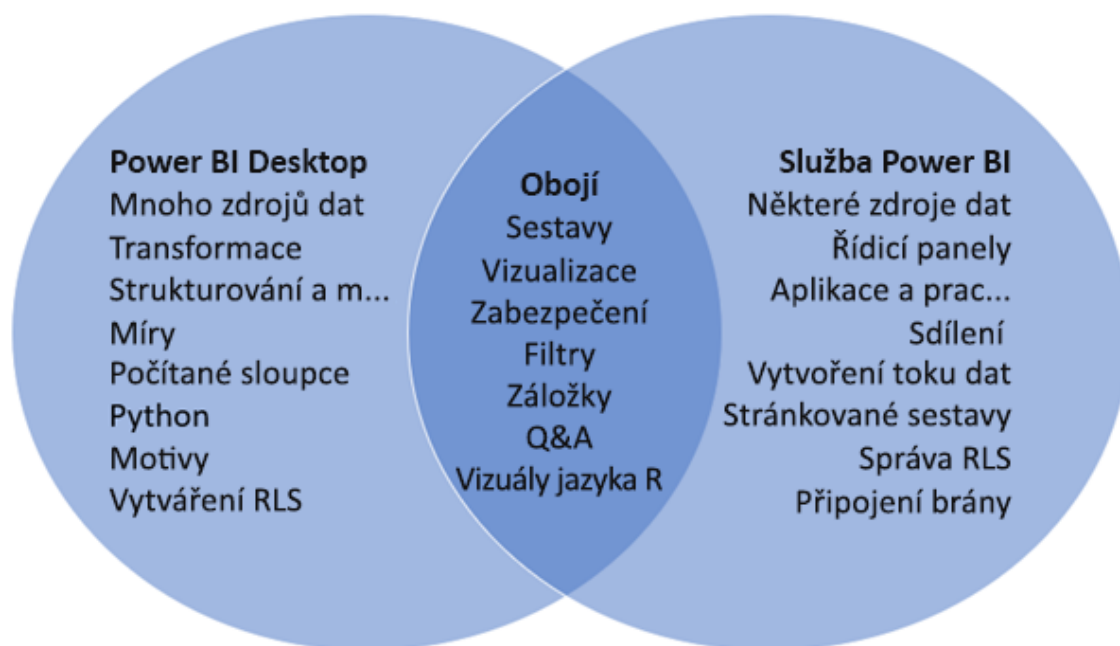 Power BI Desktop
Mnoho zdrojů dat
Transformace
Strukturování a m...
Míry
Počítané sloupce
Python
Motivy
Vytváření RLS
Obojí
Sestavy
Vizualizace
Zabezpečení
Filtry
Záložky
Q&A
Vizuály jazyka R
Služba Power BI
Některé zdroje dat
Řídicí panely
Aplikace a prac...
Sdílení
Vytvoření toku dat
Stránkované sestavy
Správa RLS
Připojení brány